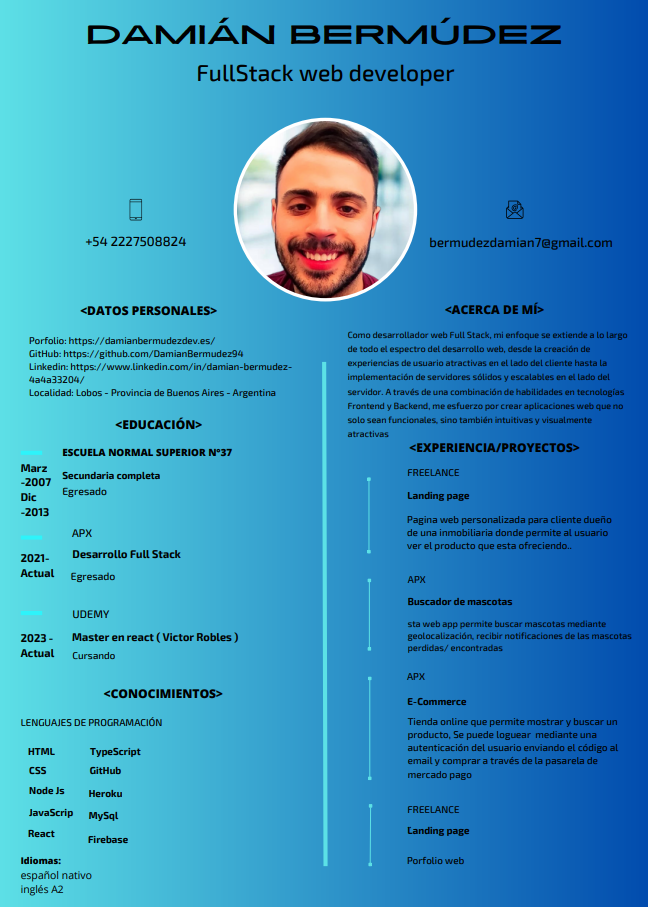 DAMIÁN BERMÚDEZ
FullStack web developer
+54 2227508824
bermudezdamian7@gmail.com
<DATOS PERSONALES>
Porfolio: https://damianbermudezdev.es/
GitHub: https://github.com/DamianBermudez94
Linkedin: https://www.linkedin.com/in/damian-bermudez-
4a4a33204/
Localidad: Lobos - Provincia de Buenos Aires - Argentina
<EDUCACIÓN>
ESCUELA NORMAL SUPERIOR Nº37
Marz
-2007
Dic
-2013
Secundaria completa
Egresado
APX
2021-
Actual
Desarrollo Full Stack
Egresado
UDEMY
2023 -
Actual
Master en react ( Victor Robles )
Cursando
<CONOCIMIENTOS>
LENGUAJES DE PROGRAMACIÓN
HTML
CSS
Node Js
JavaScrip
React
TypeScript
GitHub
Heroku
MySql
Firebase
Idiomas:
español nativo
inglés A2
<ACERCA DE MÍ>
Como desarrollador web Full Stack, mi enfoque se extiende a lo largo
de todo el espectro del desarrollo web, desde la creación de
experiencias de usuario atractivas en el lado del cliente hasta la
implementación de servidores sólidos y escalables en el lado del
servidor. A través de una combinación de habilidades en tecnologías
Frontend y Backend, me esfuerzo por crear aplicaciones web que no
solo sean funcionales, sino también intuitivas y visualmente
atractivas
<EXPERIENCIA/PROYECTOS>
FREELANCE
Landing page
Pagina web personalizada para cliente dueño
de una inmobiliaria donde permite al usuario
ver el producto que esta ofreciendo..
APX
Buscador de mascotas
sta web app permite buscar mascotas mediante
geolocalización, recibir notificaciones de las mascotas
perdidas/ encontradas
APX
E-Commerce
Tienda online que permite mostrar y buscar un
producto, Se puede loguear mediante una
autenticación del usuario enviando el código al
email y comprar a través de la pasarela de
mercado pago
FREELANCE
Landing page
Porfolio web